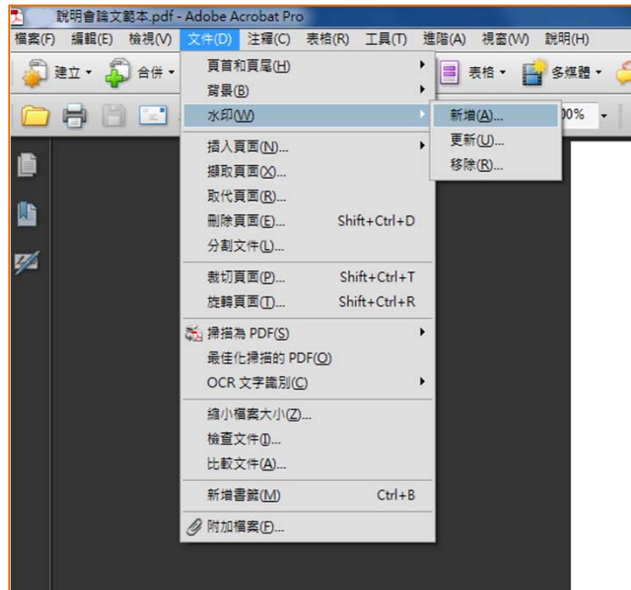 說明會論文範本.pdf - Adobe Acrobat Pro
檔案(F) 編輯(E) 檢視(V) 文件(D) 注釋(C) 表格(R) 工具(T) 進階(A) 視窗(W) 說明(H)
建立 合併 表格 多媒體
頁首和頁尾(H)
背景(B)
水印(W)
新增(A)...
更新(U)...
移除(R)...
插入頁面(N)...
擷取頁面(X)...
取代頁面(R)...
刪除頁面(E)... Shift+Ctrl+D
分割文件(L)...
裁切頁面(P)... Shift+Ctrl+T
旋轉頁面(T)... Shift+Ctrl+R
掃描為 PDF(S)
最佳化掃描的 PDF(O)
OCR 文字識別(C)
縮小檔案大小(Z)...
檢查文件(I)...
比較文件(A)...
新增書籤(M) Ctrl+B
附加檔案(F)...